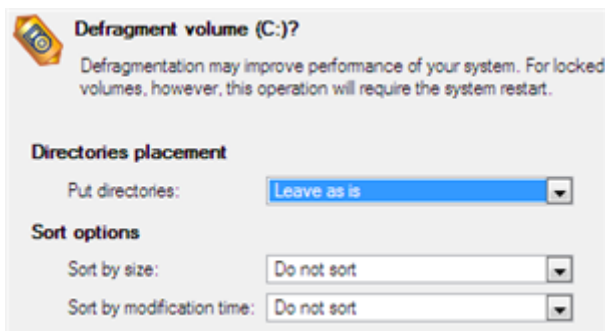 Defragment volume (C:)?
Defragmentation may improve performance of your system. For locked
volumes, however, this operation will require the system restart.
Directories placement
Put directories: Leave as is
Sort options
Sort by size: Do not sort
Sort by modification time: Do not sort